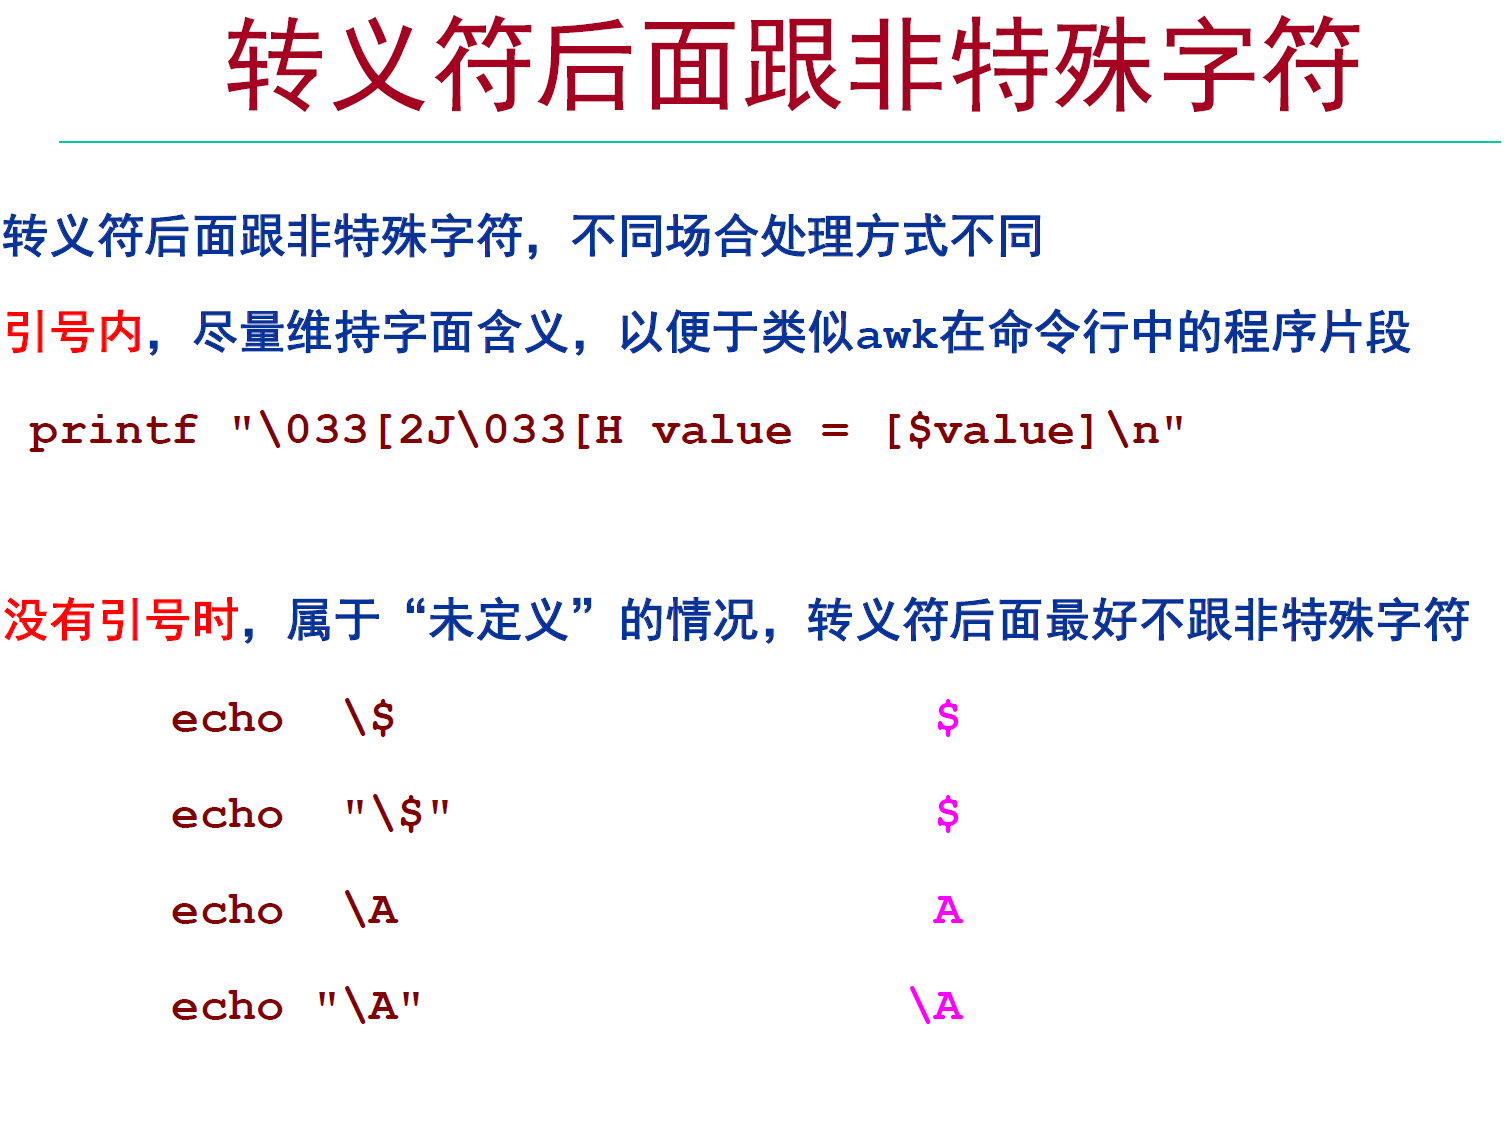 转义符后面跟非特殊字符
转义符后面跟非特殊字符，不同场合处理方式不同
引号内，尽量维持字面含义，以便于类似awk在命令行中的程序片段
printf "\033[2J\033[H value = [$value]\n"
没有引号时，属于“未定义”的情况，转义符后面最好不跟非特殊字符
echo  \$    $
echo  "\$"    $
echo  \A    A
echo "\A"    \A